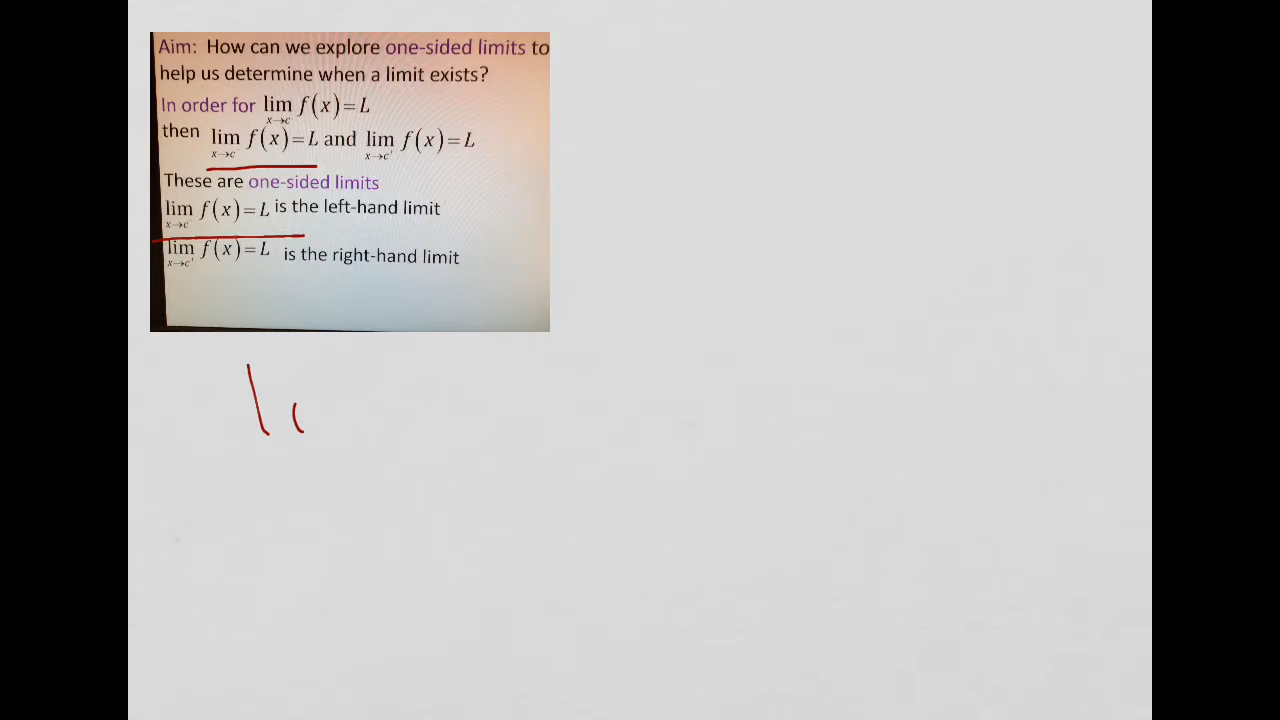 Aim: How can we explore one-sided limits to
help us determine when a limit exists?
In order for lim f(x)=L
x→c
then lim f(x)=L and lim f(x)=L
x→c x→c⁺
These are one-sided limits
lim f(x)=L is the left-hand limit
x→c
lim f(x)=L is the right-hand limit
x→c⁺